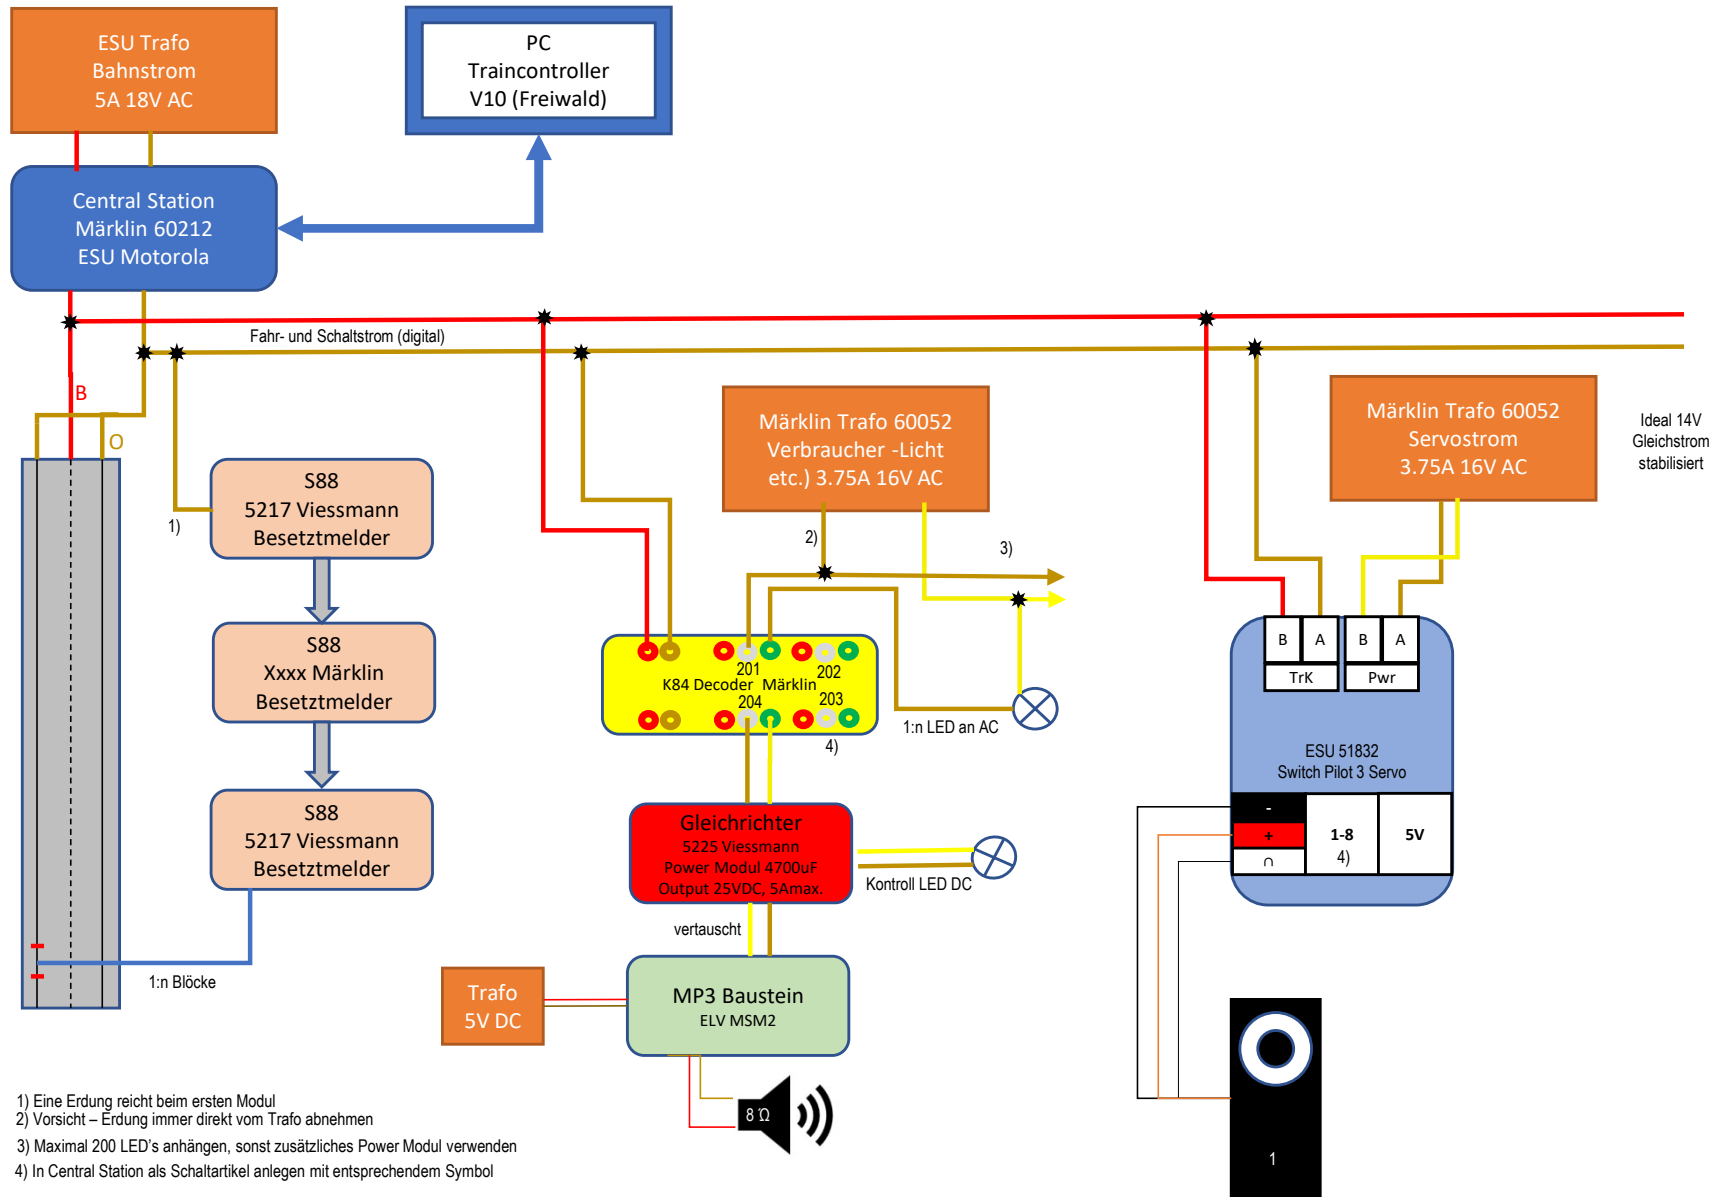 ESU Trafo
Bahnstrom
5A 18V AC
PC
Traincontroller
V10 (Freiwald)
Central Station
Märklin 60212
ESU Motorola
Fahr- und Schaltstrom (digital)
B
O
Märklin Trafo 60052
Verbraucher -Licht
etc.) 3.75A 16V AC
Märklin Trafo 60052
Servostrom
3.75A 16V AC
Ideal 14V
Gleichstrom
stabilisiert
S88
5217 Viessmann
Besetztmelder
1)
2)
3)
S88
Xxxx Märklin
Besetztmelder
201
202
K84 Decoder Märklin
204
203
4)
1:n LED an AC
B
A
B
A
TrK
Pwr
ESU 51832
Switch Pilot 3 Servo
-
+
∩
1-8
4)
5V
S88
5217 Viessmann
Besetztmelder
Gleichrichter
5225 Viessmann
Power Modul 4700uF
Output 25VDC, 5Amax.
Kontroll LED DC
vertauscht
1:n Blöcke
Trafo
5V DC
MP3 Baustein
ELV MSM2
8 Ω
1
1) Eine Erdung reicht beim ersten Modul
2) Vorsicht – Erdung immer direkt vom Trafo abnehmen
3) Maximal 200 LED's anhängen, sonst zusätzliches Power Modul verwenden
4) In Central Station als Schaltartikel anlegen mit entsprechendem Symbol